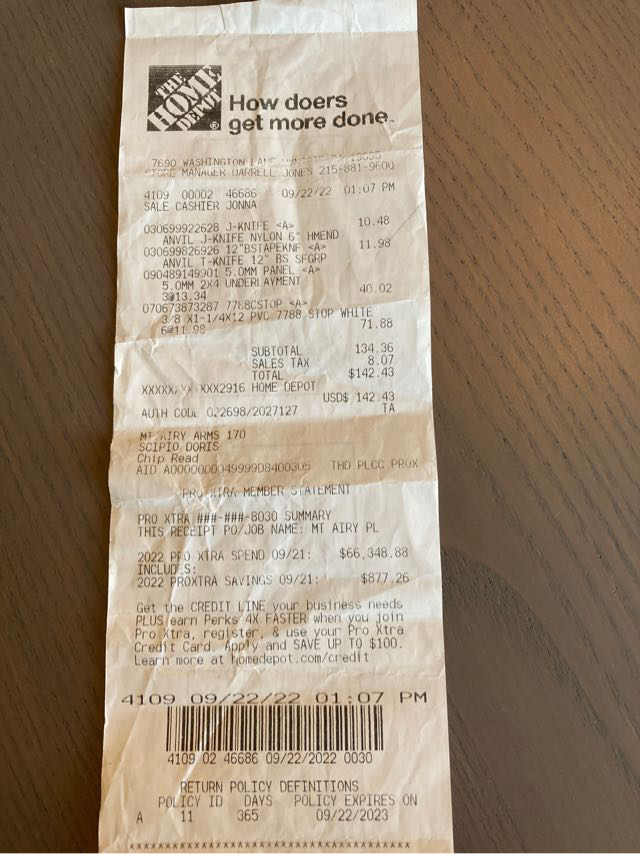 THE
HOME
DEPOT
®
How doers
get more done™
7690 WASHINGTON LANE
STORE MANAGER DARRELL JONES 215-881-9600
4109 00002 46686 09/22/22 01:07 PM
SALE CASHIER JONNA
030699922628 J-KNIFE <A> 10.48
ANVIL J-KNIFE NYLON 6" HMEND
030699826926 12"BSTAPEKNF <A> 11.98
ANVIL T-KNIFE 12" BS SFGRP
090489149901 5.0MM PANEL <A>
5.0MM 2X4 UNDERLAYMENT
3@13.34 40.02
070673873287 7788CSTOP <A>
3/8 X1-1/4X12 PVC 7788 STOP WHITE
6@11.98 71.88
SUBTOTAL 134.36
SALES TAX 8.07
TOTAL $142.43
XXX2916 HOME DEPOT
USD$ 142.43
AUTH CODE 022698/2027127 TA
MT AIRY ARMS 170
SCIPIO DORIS
Chip Read
AID A0000000049999D8400305 THD PLCC PROX
PRO XTRA MEMBER STATEMENT
PRO XTRA ###-###-8030 SUMMARY
THIS RECEIPT PO/JOB NAME: MT AIRY PL
2022 PRO XTRA SPEND 09/21: $66,348.88
INCLUDES:
2022 PROXTRA SAVINGS 09/21: $877.26
Get the CREDIT LINE your business needs
PLUS earn Perks 4X FASTER when you join
Pro Xtra, register, & use your Pro Xtra
Credit Card. Apply and SAVE UP TO $100.
Learn more at homedepot.com/credit
4109 09/22/22 01:07 PM
4109 02 46686 09/22/2022 0030
RETURN POLICY DEFINITIONS
POLICY ID DAYS POLICY EXPIRES ON
A 11 365 09/22/2023